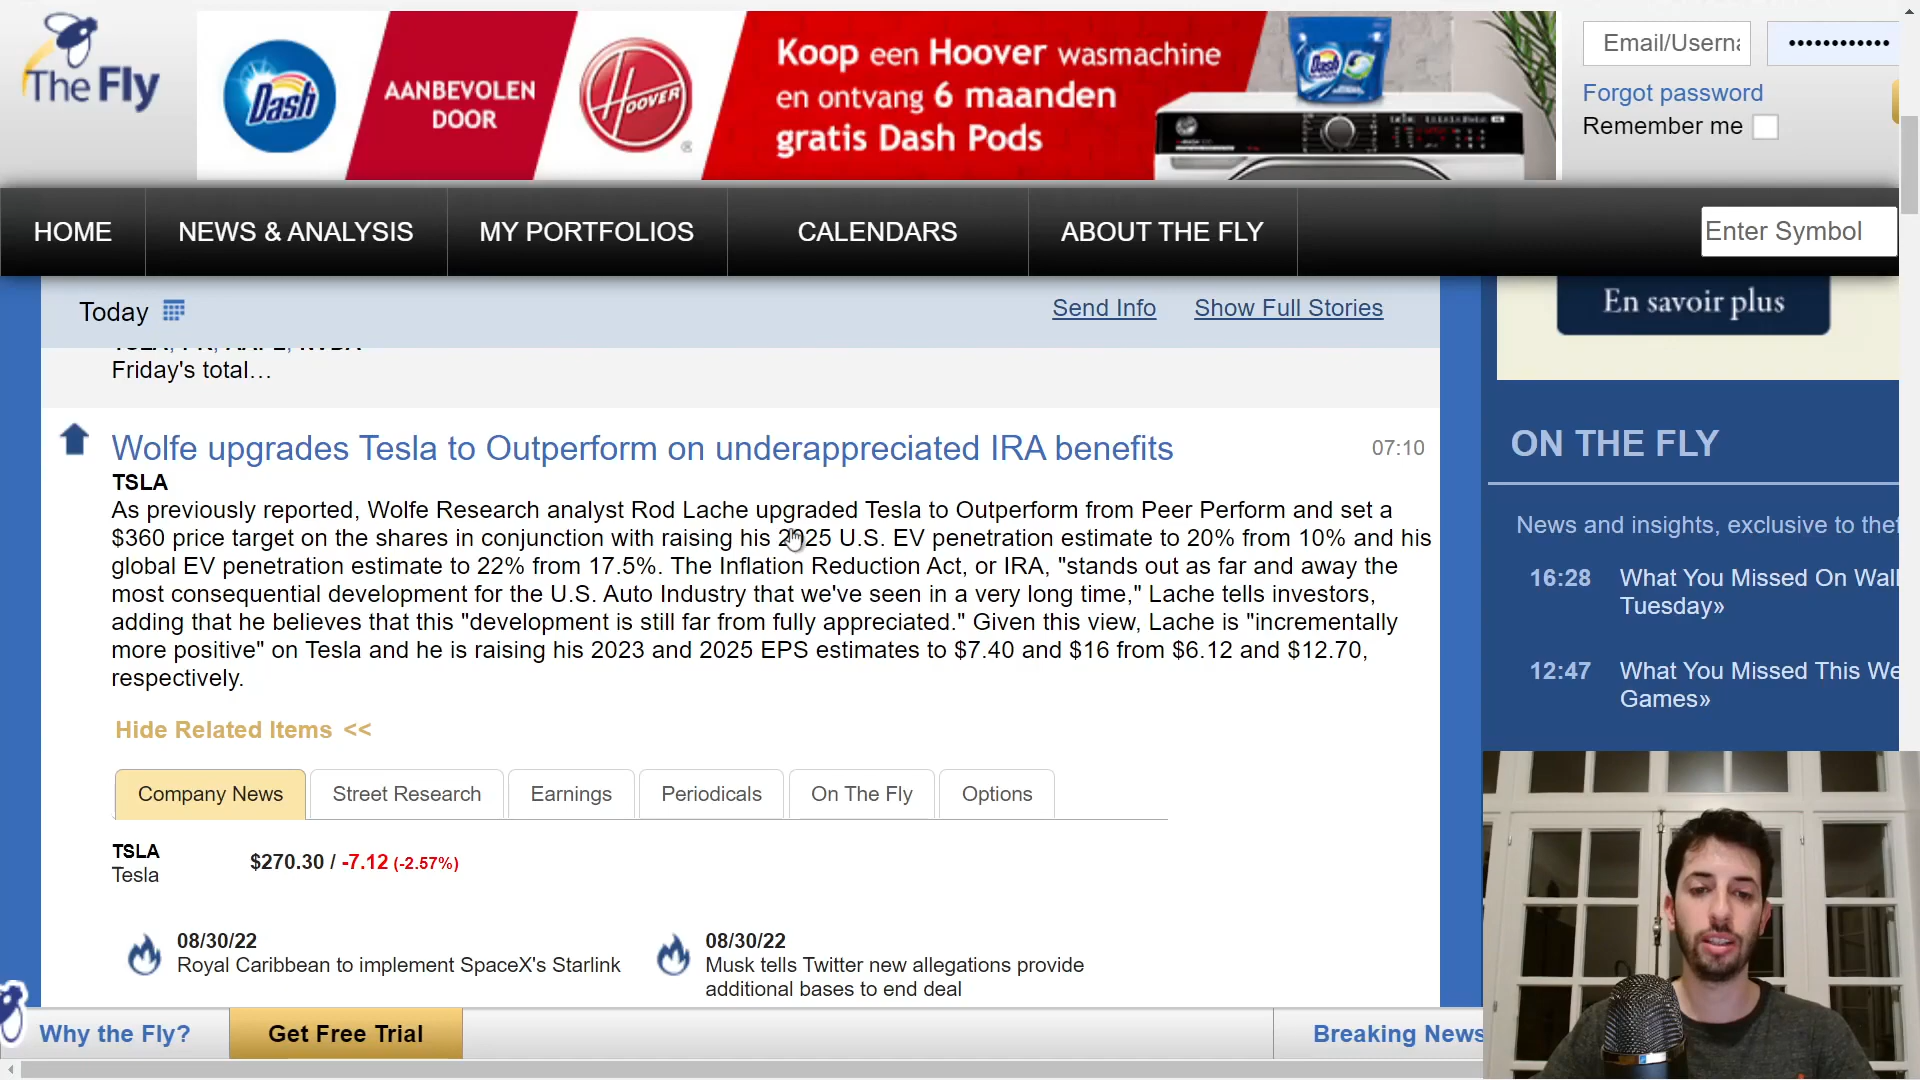 The Fly
Dash
AANBEVOLEN
DOOR
HOOVER
®
Koop een Hoover wasmachine
en ontvang 6 maanden
gratis Dash Pods
Dash
Email/Userna
Forgot password
Remember me
HOME
NEWS & ANALYSIS
MY PORTFOLIOS
CALENDARS
ABOUT THE FLY
Enter Symbol
Today
Send Info
Show Full Stories
En savoir plus
Friday's total…
Wolfe upgrades Tesla to Outperform on underappreciated IRA benefits
07:10
TSLA
As previously reported, Wolfe Research analyst Rod Lache upgraded Tesla to Outperform from Peer Perform and set a
$360 price target on the shares in conjunction with raising his 2025 U.S. EV penetration estimate to 20% from 10% and his
global EV penetration estimate to 22% from 17.5%. The Inflation Reduction Act, or IRA, "stands out as far and away the
most consequential development for the U.S. Auto Industry that we've seen in a very long time," Lache tells investors,
adding that he believes that this "development is still far from fully appreciated." Given this view, Lache is "incrementally
more positive" on Tesla and he is raising his 2023 and 2025 EPS estimates to $7.40 and $16 from $6.12 and $12.70,
respectively.
Hide Related Items <<
Company News
Street Research
Earnings
Periodicals
On The Fly
Options
TSLA
Tesla
$270.30 / -7.12 (-2.57%)
08/30/22
Royal Caribbean to implement SpaceX's Starlink
08/30/22
Musk tells Twitter new allegations provide
additional bases to end deal
ON THE FLY
News and insights, exclusive to thef
16:28
What You Missed On Wal
Tuesday»
12:47
What You Missed This We
Games»
Why the Fly?
Get Free Trial
Breaking News